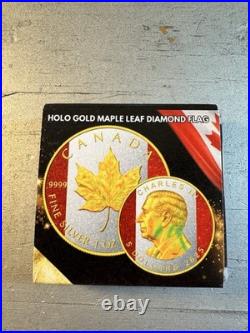 HOLO GOLD MAPLE LEAF DIAMOND FLAG
CANADA
9999
FINE SILVER 1 OZ
CHARLES III
5 DOLLARS 2025